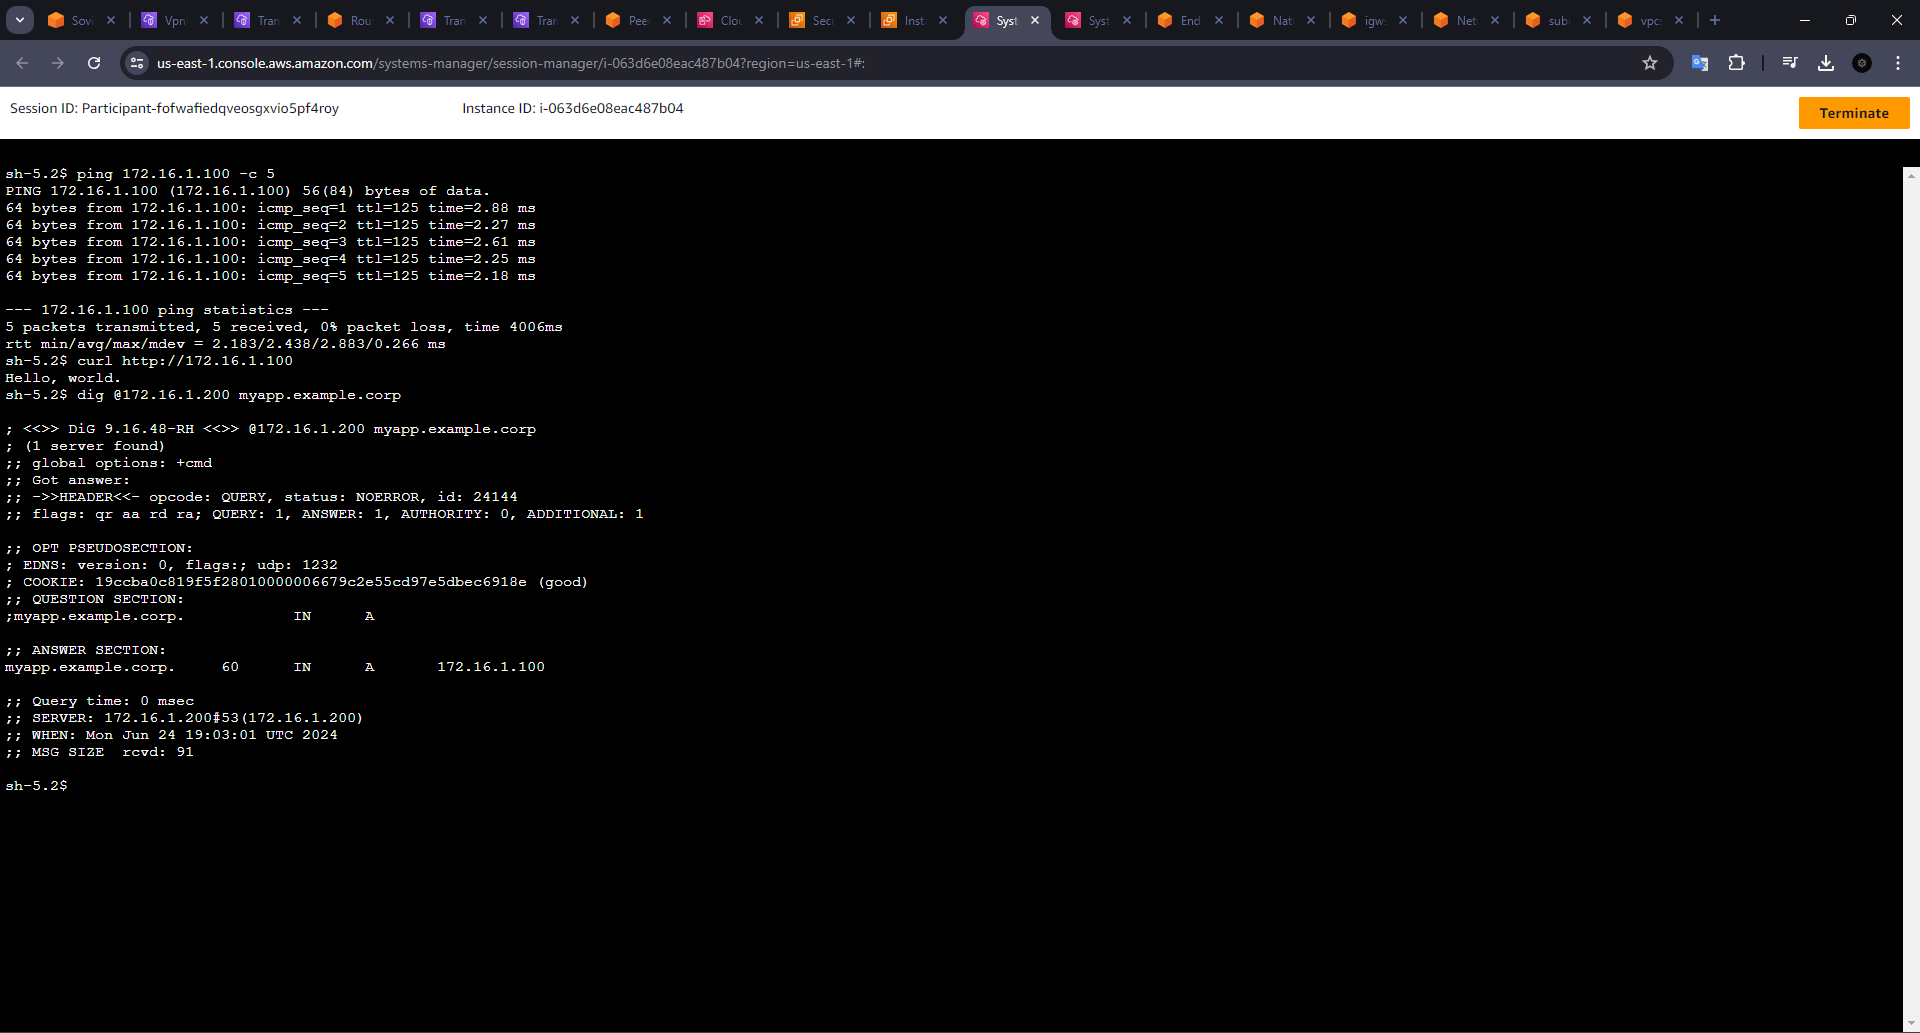 Sovi
Vpn
Tran
Rou
Tran
Tran
Pee
Clou
Secu
Inst
Syst
Syst
End
Nat
igw
Net
sub
vpc
us-east-1.console.aws.amazon.com/systems-manager/session-manager/i-063d6e08eac487b04?region=us-east-1#:
Session ID: Participant-fofwafiedqveosgxvio5pf4roy Instance ID: i-063d6e08eac487b04 Terminate
sh-5.2$ ping 172.16.1.100 -c 5
PING 172.16.1.100 (172.16.1.100) 56(84) bytes of data.
64 bytes from 172.16.1.100: icmp_seq=1 ttl=125 time=2.88 ms
64 bytes from 172.16.1.100: icmp_seq=2 ttl=125 time=2.27 ms
64 bytes from 172.16.1.100: icmp_seq=3 ttl=125 time=2.61 ms
64 bytes from 172.16.1.100: icmp_seq=4 ttl=125 time=2.25 ms
64 bytes from 172.16.1.100: icmp_seq=5 ttl=125 time=2.18 ms
--- 172.16.1.100 ping statistics ---
5 packets transmitted, 5 received, 0% packet loss, time 4006ms
rtt min/avg/max/mdev = 2.183/2.438/2.883/0.266 ms
sh-5.2$ curl http://172.16.1.100
Hello, world.
sh-5.2$ dig @172.16.1.200 myapp.example.corp
; <<>> DiG 9.16.48-RH <<>> @172.16.1.200 myapp.example.corp
; (1 server found)
;; global options: +cmd
;; Got answer:
;; ->>HEADER<<- opcode: QUERY, status: NOERROR, id: 24144
;; flags: qr aa rd ra; QUERY: 1, ANSWER: 1, AUTHORITY: 0, ADDITIONAL: 1
;; OPT PSEUDOSECTION:
; EDNS: version: 0, flags:; udp: 1232
; COOKIE: 19ccba0c819f5f28010000006679c2e55cd97e5dbec6918e (good)
;; QUESTION SECTION:
;myapp.example.corp. IN A
;; ANSWER SECTION:
myapp.example.corp. 60 IN A 172.16.1.100
;; Query time: 0 msec
;; SERVER: 172.16.1.200#53(172.16.1.200)
;; WHEN: Mon Jun 24 19:03:01 UTC 2024
;; MSG SIZE rcvd: 91
sh-5.2$